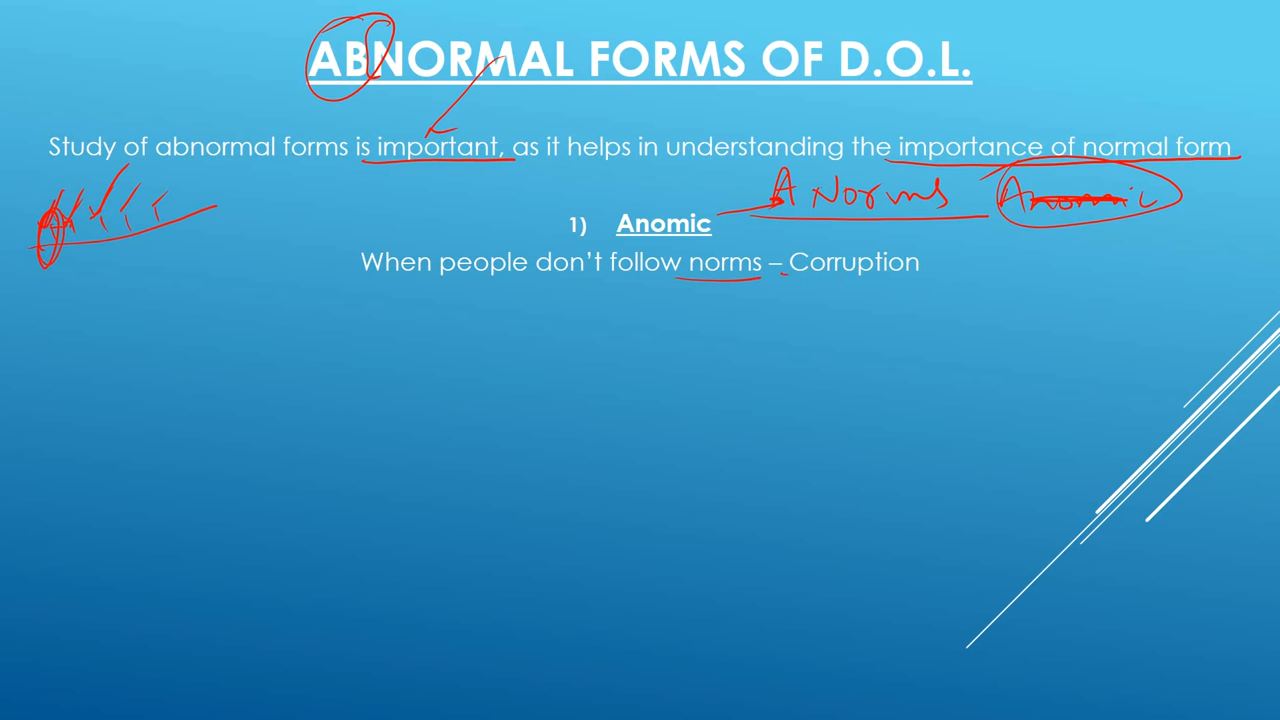 ABNORMAL FORMS OF D.O.L.
Study of abnormal forms is important, as it helps in understanding the importance of normal form
A Norms Anomic
1) Anomic
When people don't follow norms – Corruption